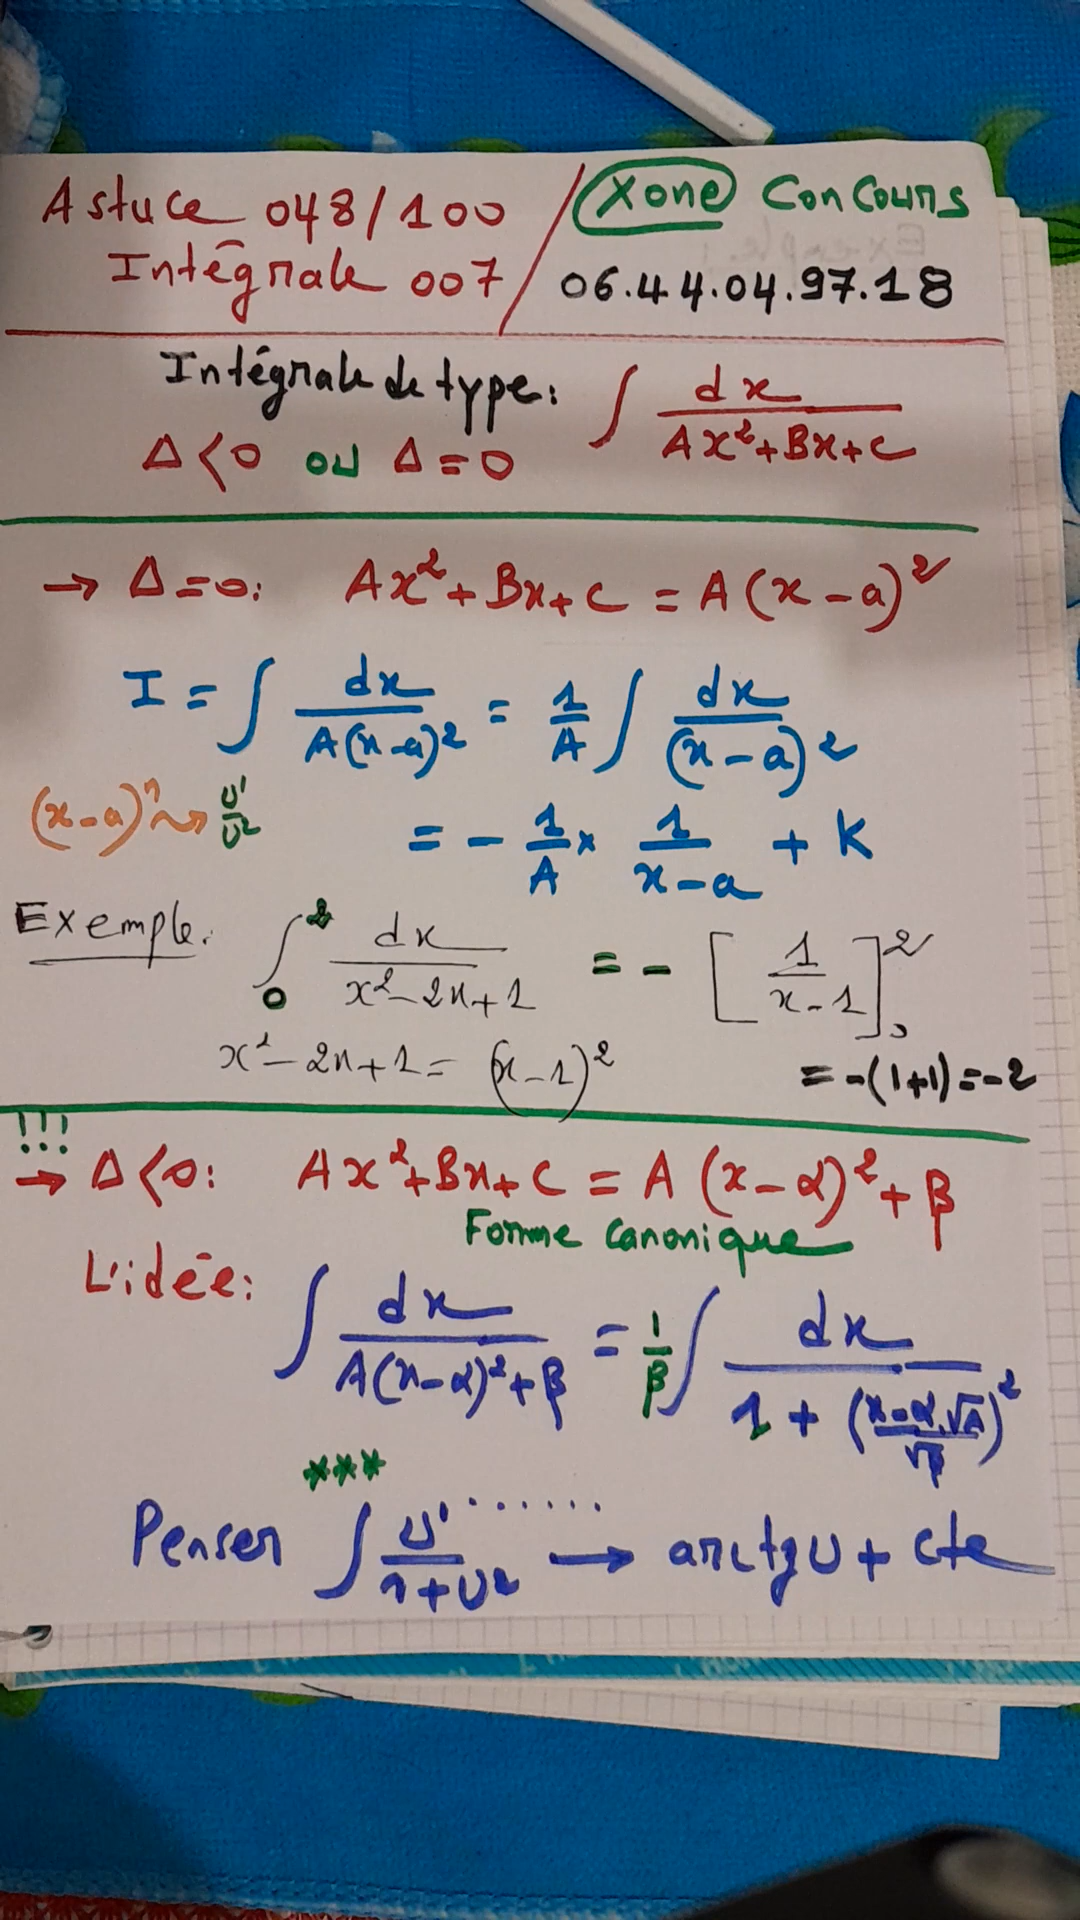 Astuce 048/100 / Xone Concours
Intégrale 007 / 06.44.04.97.18
Intégrale de type: ∫ dx/(Ax²+Bx+C)
Δ<0 ou Δ=0
→ Δ=0: Ax²+Bx+C = A(x-a)²
I = ∫ dx/(A(x-a)²) = 1/A ∫ dx/(x-a)²
(x-a)² ⇝ U'/U²
= - 1/A × 1/(x-a) + K
Exemple: ∫₀² dx/(x²-2x+1) = - [1/(x-1)]₀²
x²-2x+1 = (x-1)²
= -(1+1) = -2
!!!
→ Δ<0: Ax²+Bx+C = A(x-α)²+β
Forme canonique
L'idée: ∫ dx/(A(x-α)²+β) = 1/β ∫ dx/(1+((x-α.√A)/√β)²)
***
Penser ∫ U'/(1+U²) ....... → arctgU + cte